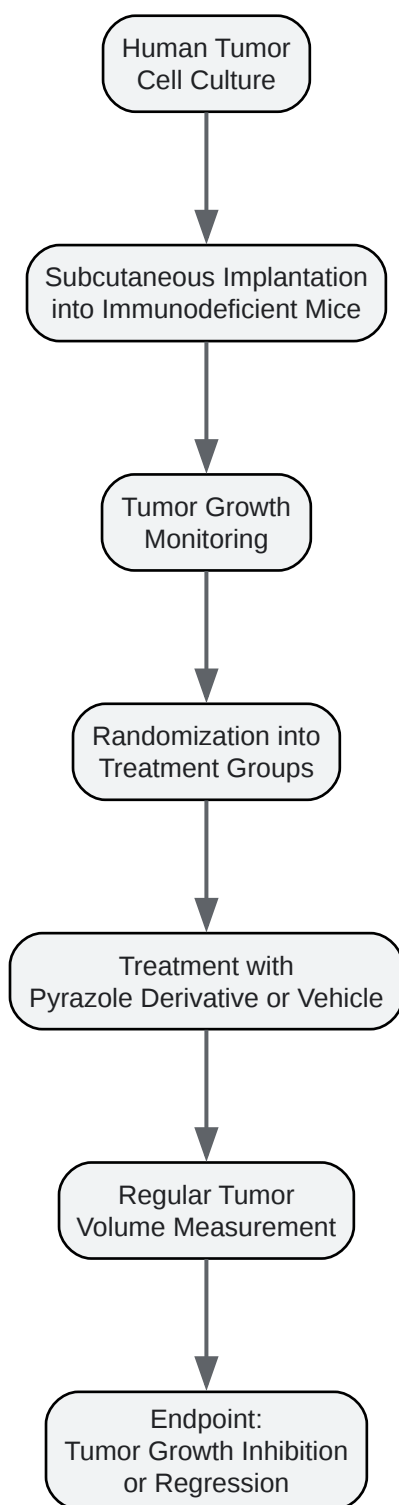 Human Tumor
Cell Culture
Subcutaneous Implantation
into Immunodeficient Mice
Tumor Growth
Monitoring
Randomization into
Treatment Groups
Treatment with
Pyrazole Derivative or Vehicle
Regular Tumor
Volume Measurement
Endpoint:
Tumor Growth Inhibition
or Regression